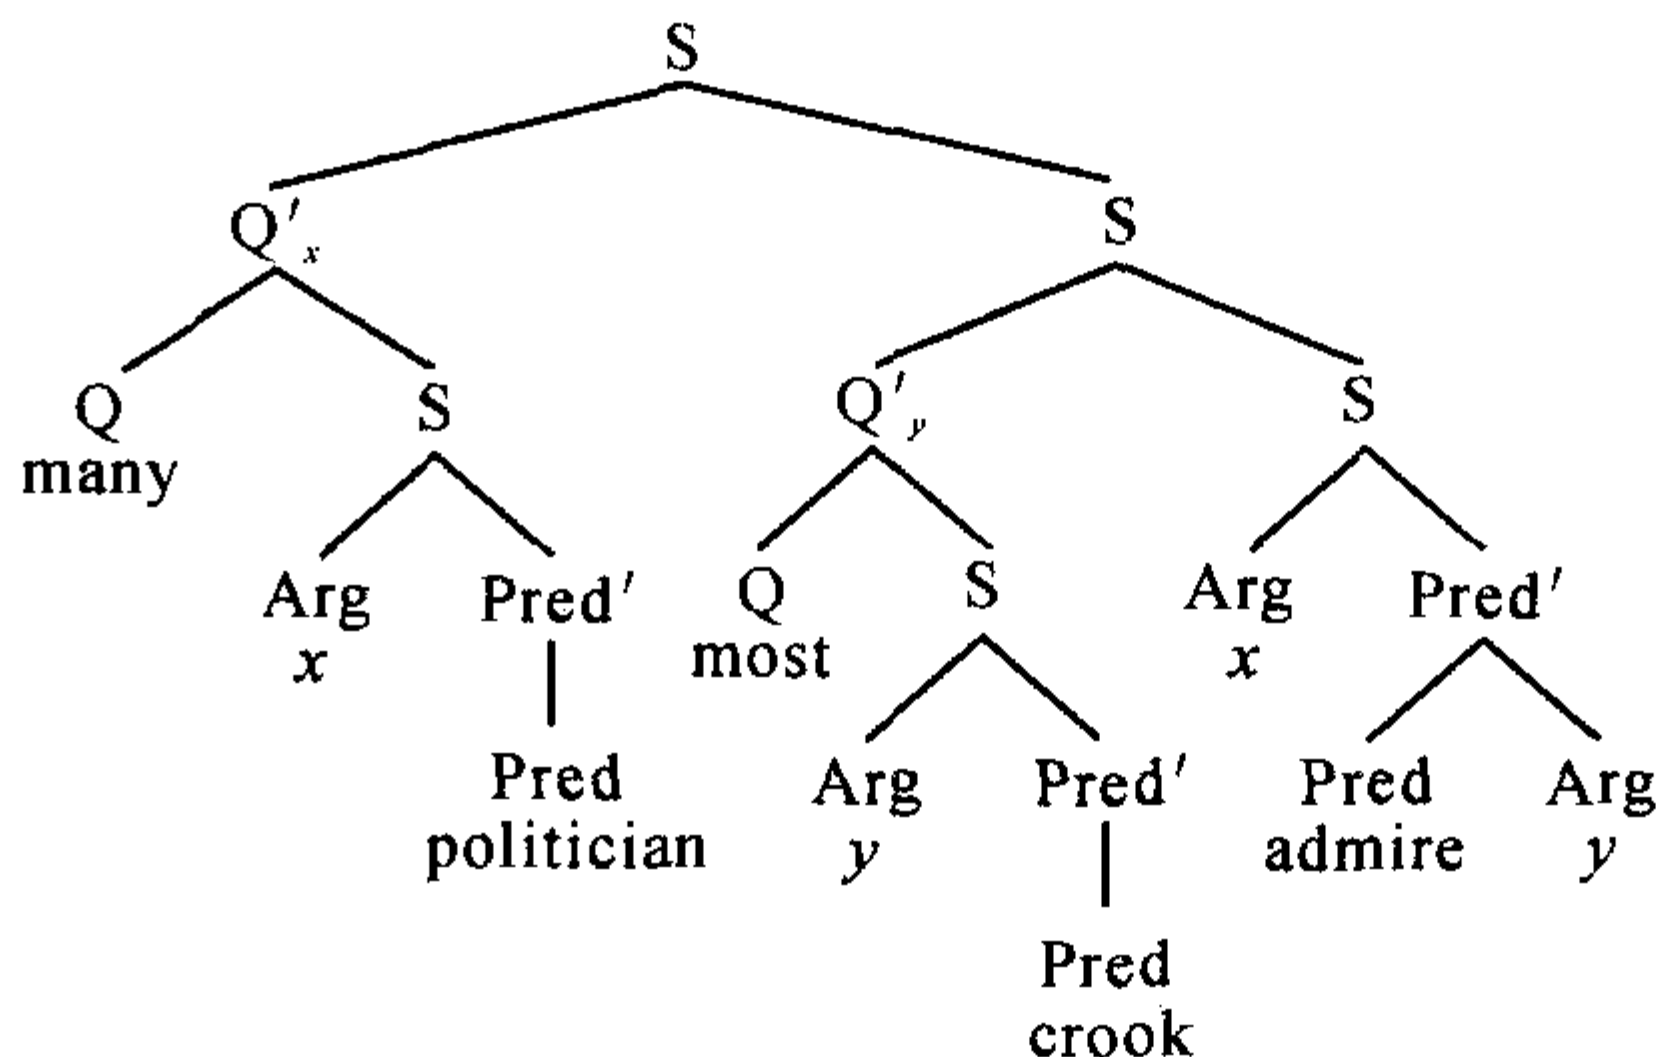 S
Q′x S
Q S Q′y S
many
Arg Pred′ Q S Arg Pred′
x most x
Pred Arg Pred′ Pred Arg
politician y admire y
Pred
crook